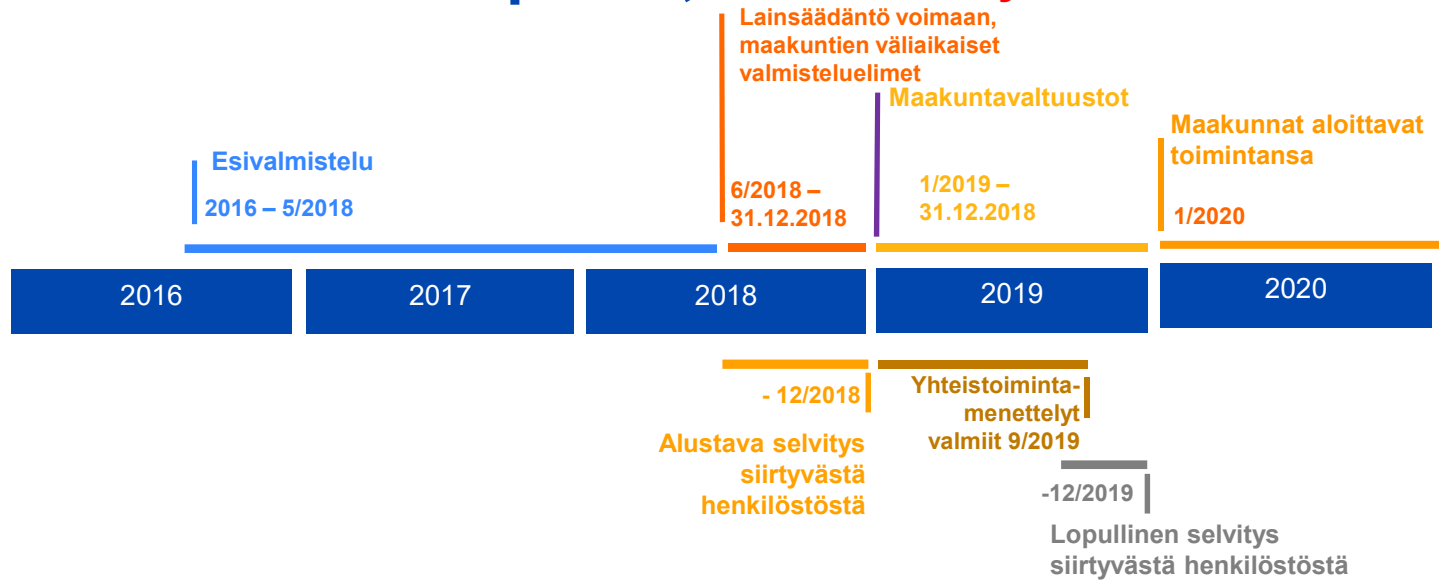 Lainsäädäntö voimaan,
maakuntien väliaikaiset
valmisteluelimet
Maakuntavaltuustot
Maakunnat aloittavat
toimintansa
Esivalmistelu
2016 – 5/2018
6/2018 –
31.12.2018
1/2019 –
31.12.2018
1/2020
2016
2017
2018
2019
2020
- 12/2018
Alustava selvitys
siirtyvästä
henkilöstöstä
Yhteistoiminta-
menettelyt
valmiit 9/2019
-12/2019
Lopullinen selvitys
siirtyvästä henkilöstöstä